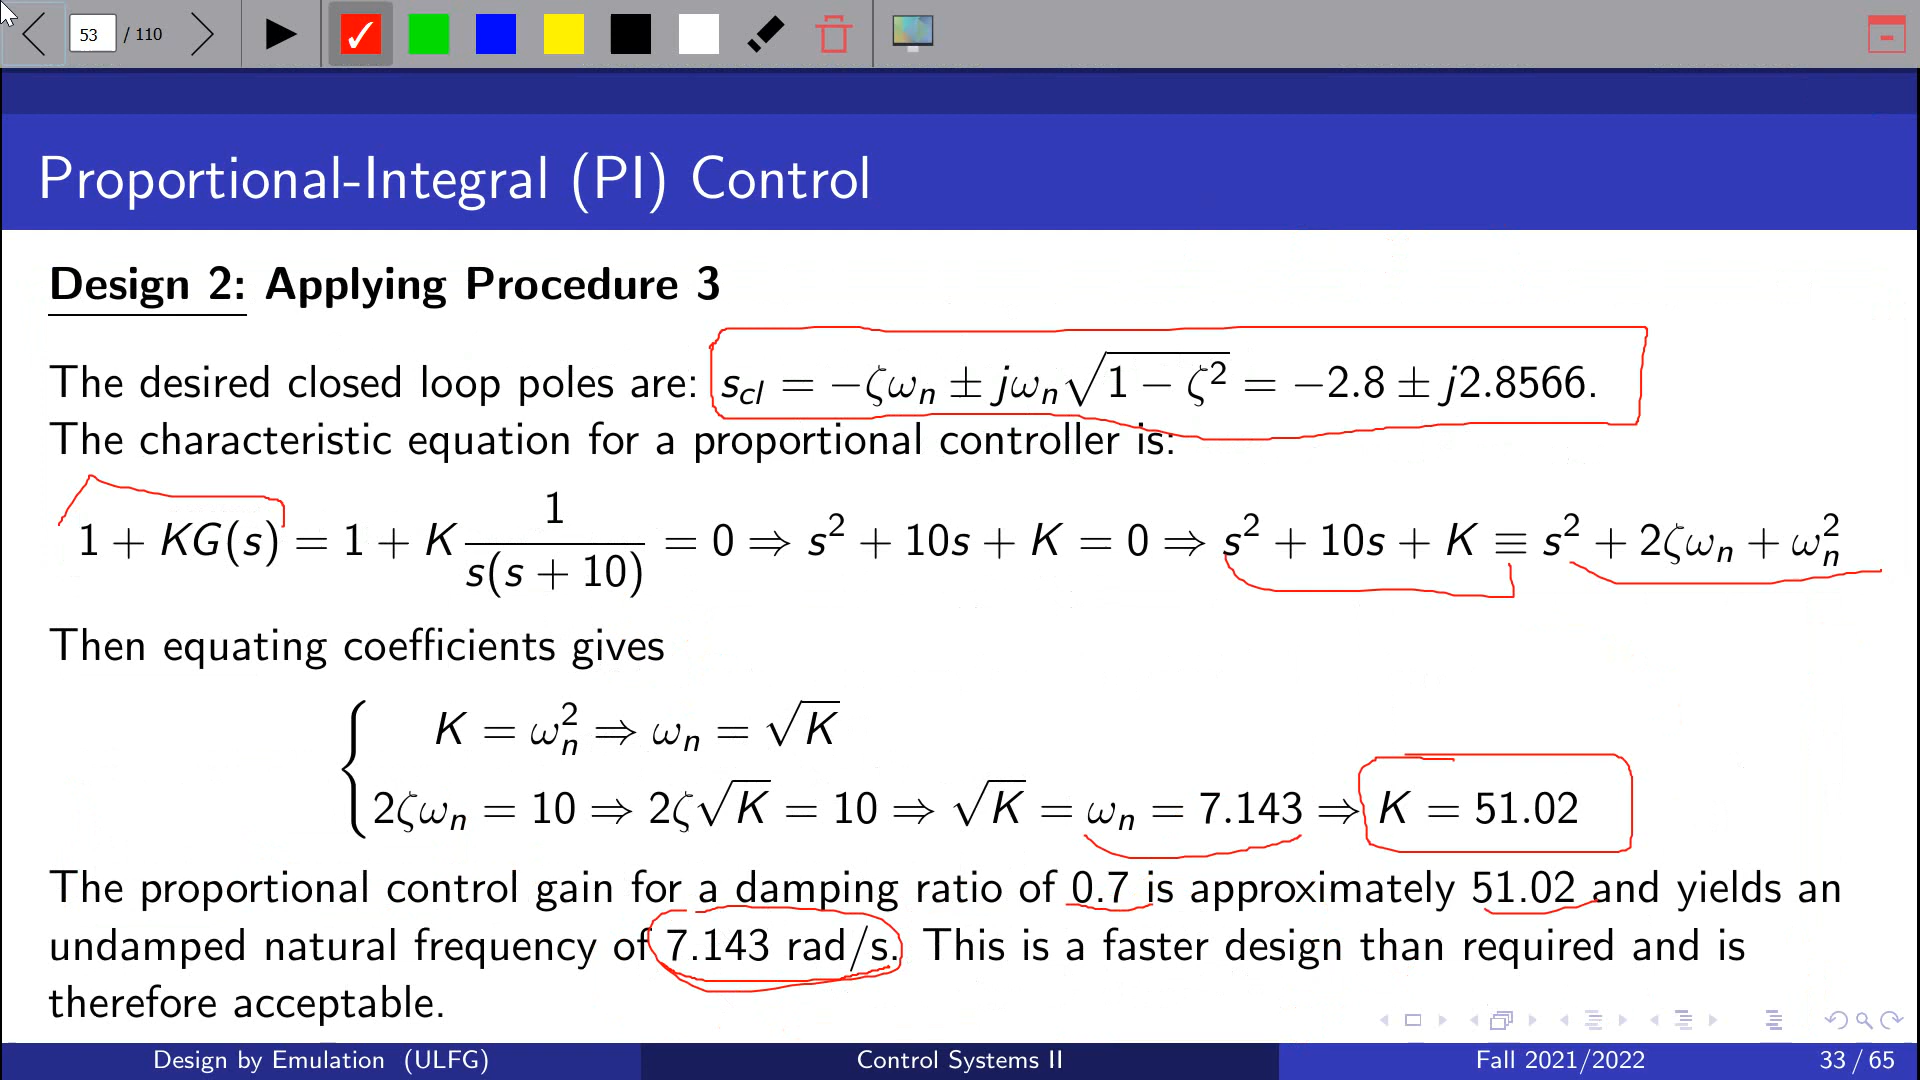 53 / 110
Proportional-Integral (PI) Control
Design 2: Applying Procedure 3
The desired closed loop poles are: s_cl = −ζω_n ± jω_n√(1 − ζ²) = −2.8 ± j2.8566.
The characteristic equation for a proportional controller is:
1 + KG(s) = 1 + K 1/(s(s + 10)) = 0 ⇒ s² + 10s + K = 0 ⇒ s² + 10s + K ≡ s² + 2ζω_n + ω_n²
Then equating coefficients gives
K = ω_n² ⇒ ω_n = √K
2ζω_n = 10 ⇒ 2ζ√K = 10 ⇒ √K = ω_n = 7.143 ⇒ K = 51.02
The proportional control gain for a damping ratio of 0.7 is approximately 51.02 and yields an
undamped natural frequency of 7.143 rad/s. This is a faster design than required and is
therefore acceptable.
Design by Emulation (ULFG) Control Systems II Fall 2021/2022 33 / 65